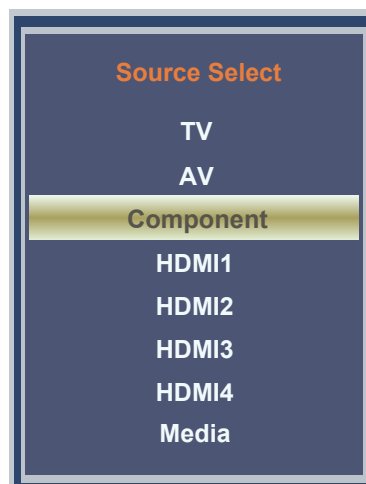 Source Select
TV
AV
Component
HDMI1
HDMI2
HDMI3
HDMI4
Media